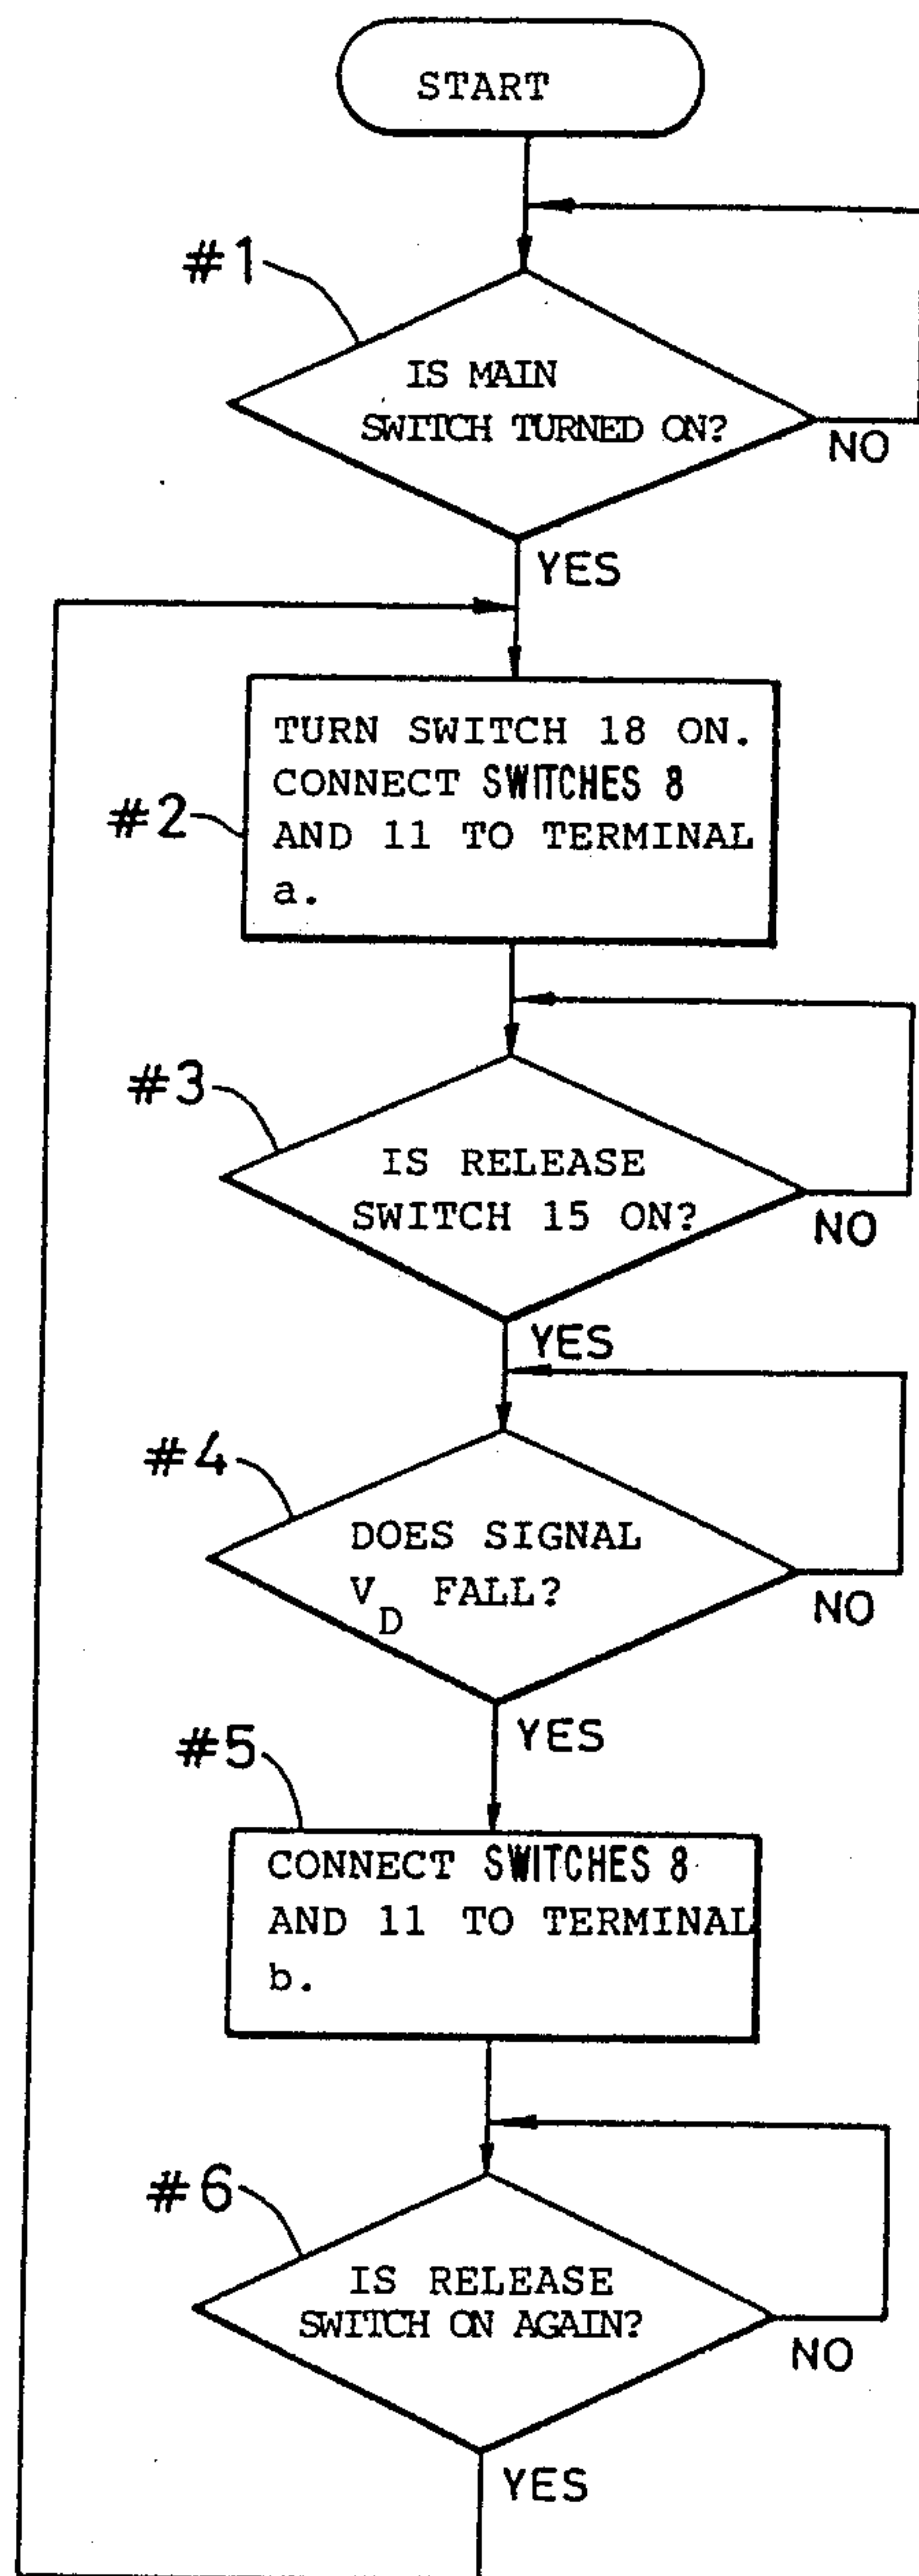 START
#1
IS MAIN
SWITCH TURNED ON?
NO
YES
#2
TURN SWITCH 18 ON.
CONNECT SWITCHES 8
AND 11 TO TERMINAL
a.
#3
IS RELEASE
SWITCH 15 ON?
NO
YES
#4
DOES SIGNAL
V_D FALL?
NO
YES
#5
CONNECT SWITCHES 8
AND 11 TO TERMINAL
b.
#6
IS RELEASE
SWITCH ON AGAIN?
NO
YES